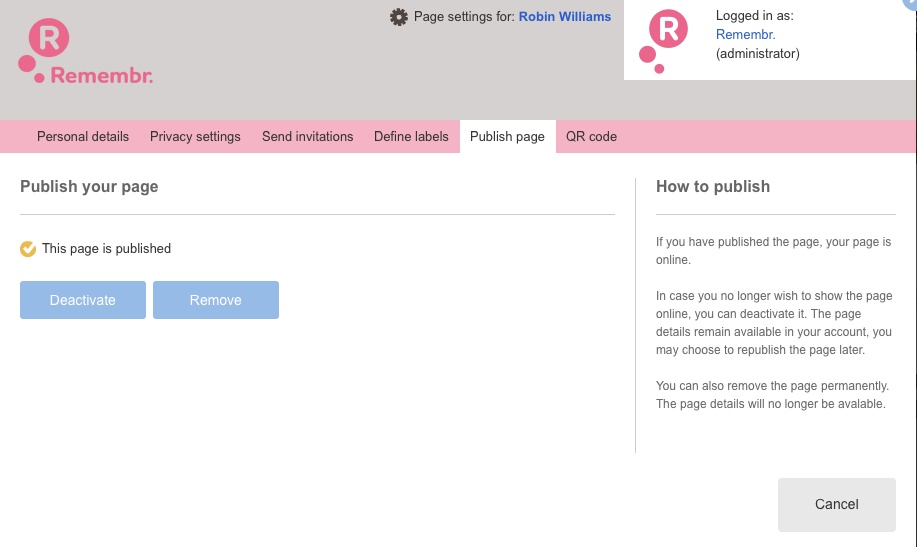 R
Remembr.
Page settings for: Robin Williams
R
Logged in as:
Remembr.
(administrator)
Personal details Privacy settings Send invitations Define labels Publish page QR code
Publish your page
This page is published
Deactivate Remove
How to publish
If you have published the page, your page is
online.
In case you no longer wish to show the page
online, you can deactivate it. The page
details remain available in your account, you
may choose to republish the page later.
You can also remove the page permanently.
The page details will no longer be avalable.
Cancel